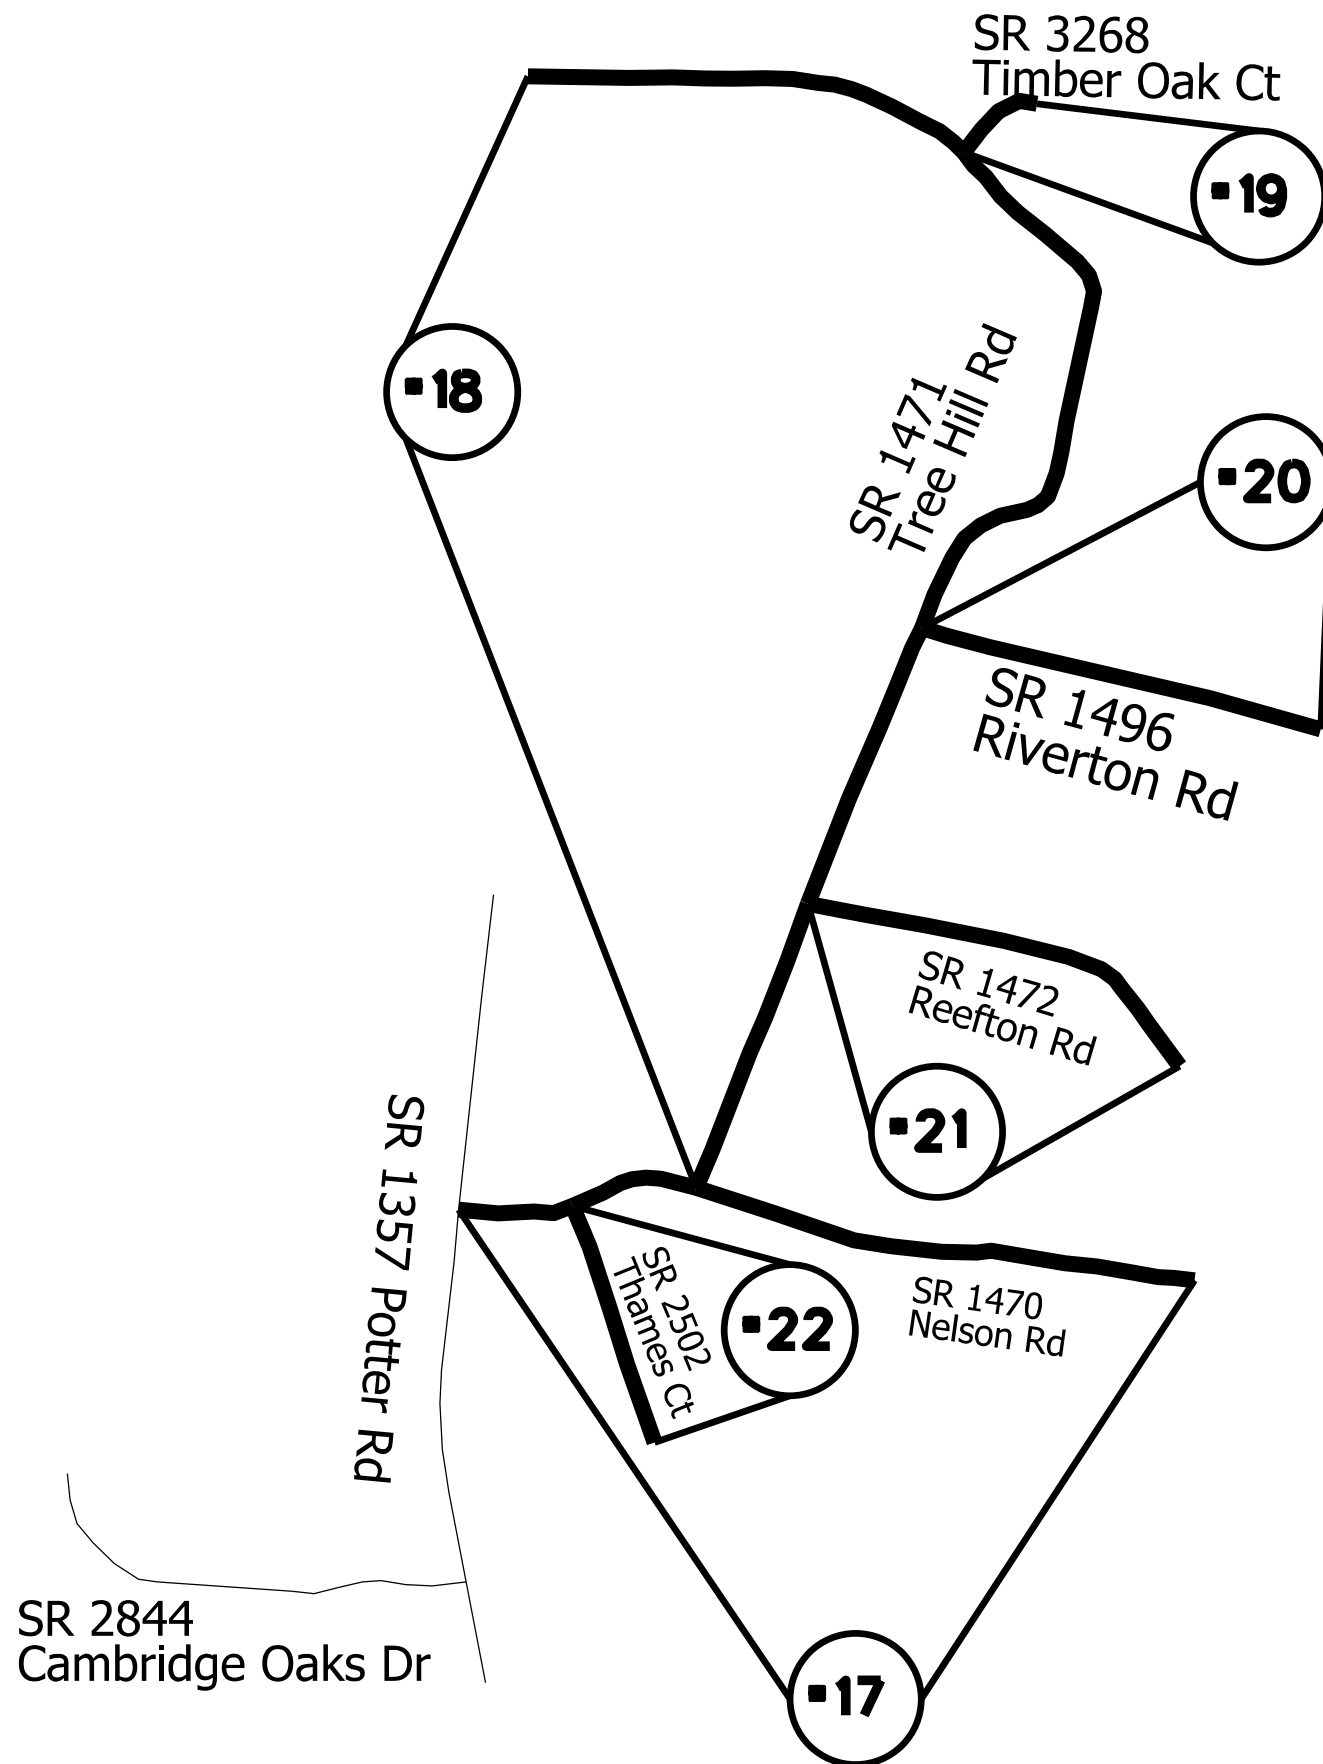 SR 3268
Timber Oak Ct
-19
-18
SR 1471
Tree Hill Rd
-20
SR 1496
Riverton Rd
SR 1472
Reefton Rd
-21
SR 1357 Potter Rd
SR 2502
Thames Ct
-22
SR 1470
Nelson Rd
SR 2844
Cambridge Oaks Dr
-17